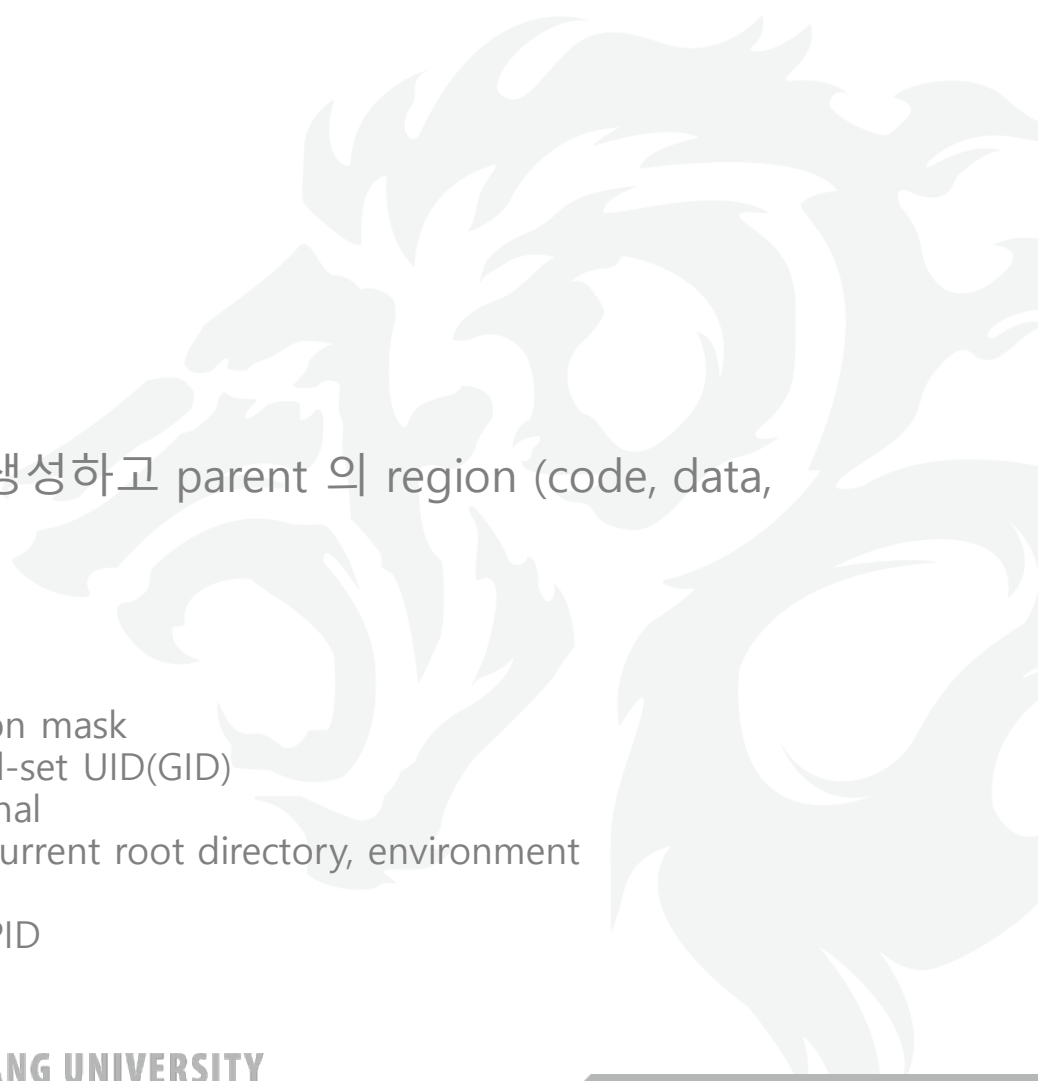 생성하고 parent 의 region (code, data,
on mask
-set UID(GID)
nal
urrent root directory, environment
PID
ANG UNIVERSITY